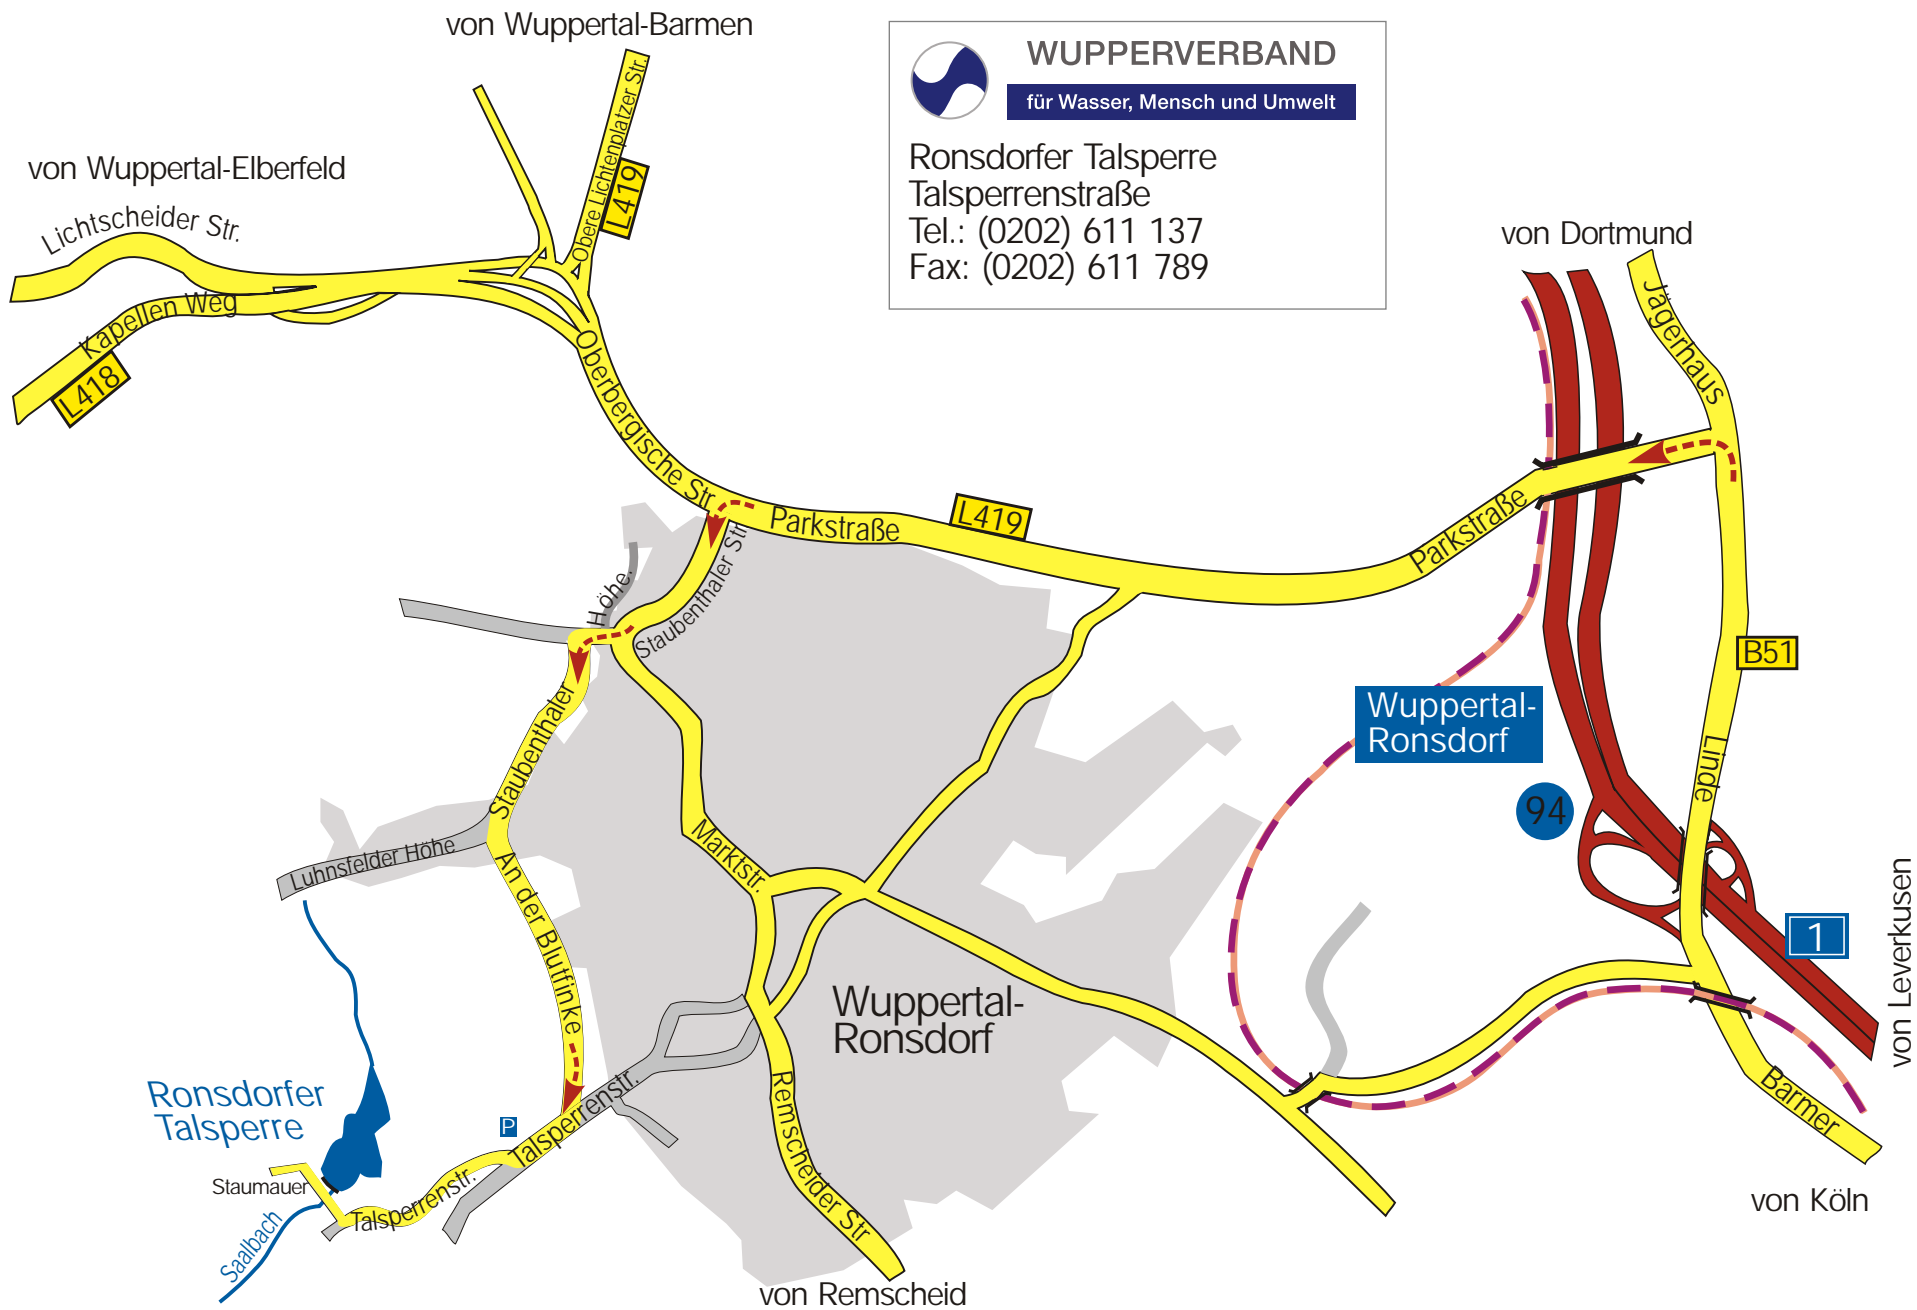 von Wuppertal-Barmen
WUPPERVERBAND
für Wasser, Mensch und Umwelt
Ronsdorfer Talsperre
Talsperrenstraße
Tel.: (0202) 611 137
Fax: (0202) 611 789
von Wuppertal-Elberfeld
Lichtscheider Str.
Obere Lichtenplatzer Str.
L419
Kapellen Weg
L418
von Dortmund
Jägerhaus
Oberbergische Str.
Parkstraße
L419
Parkstraße
Staubenthaler Str.
Höhe.
B51
Wuppertal-
Ronsdorf
94
Linde
Staubenthaler
Marktstr.
Luhnsfelder Höhe
An der Blutfinke
1
von Leverkusen
Wuppertal-
Ronsdorf
Ronsdorfer
Talsperre
P
Talsperrenstr.
Remscheider Str
Barmer
Staumauer
Talsperrenstr.
Saalbach
von Köln
von Remscheid